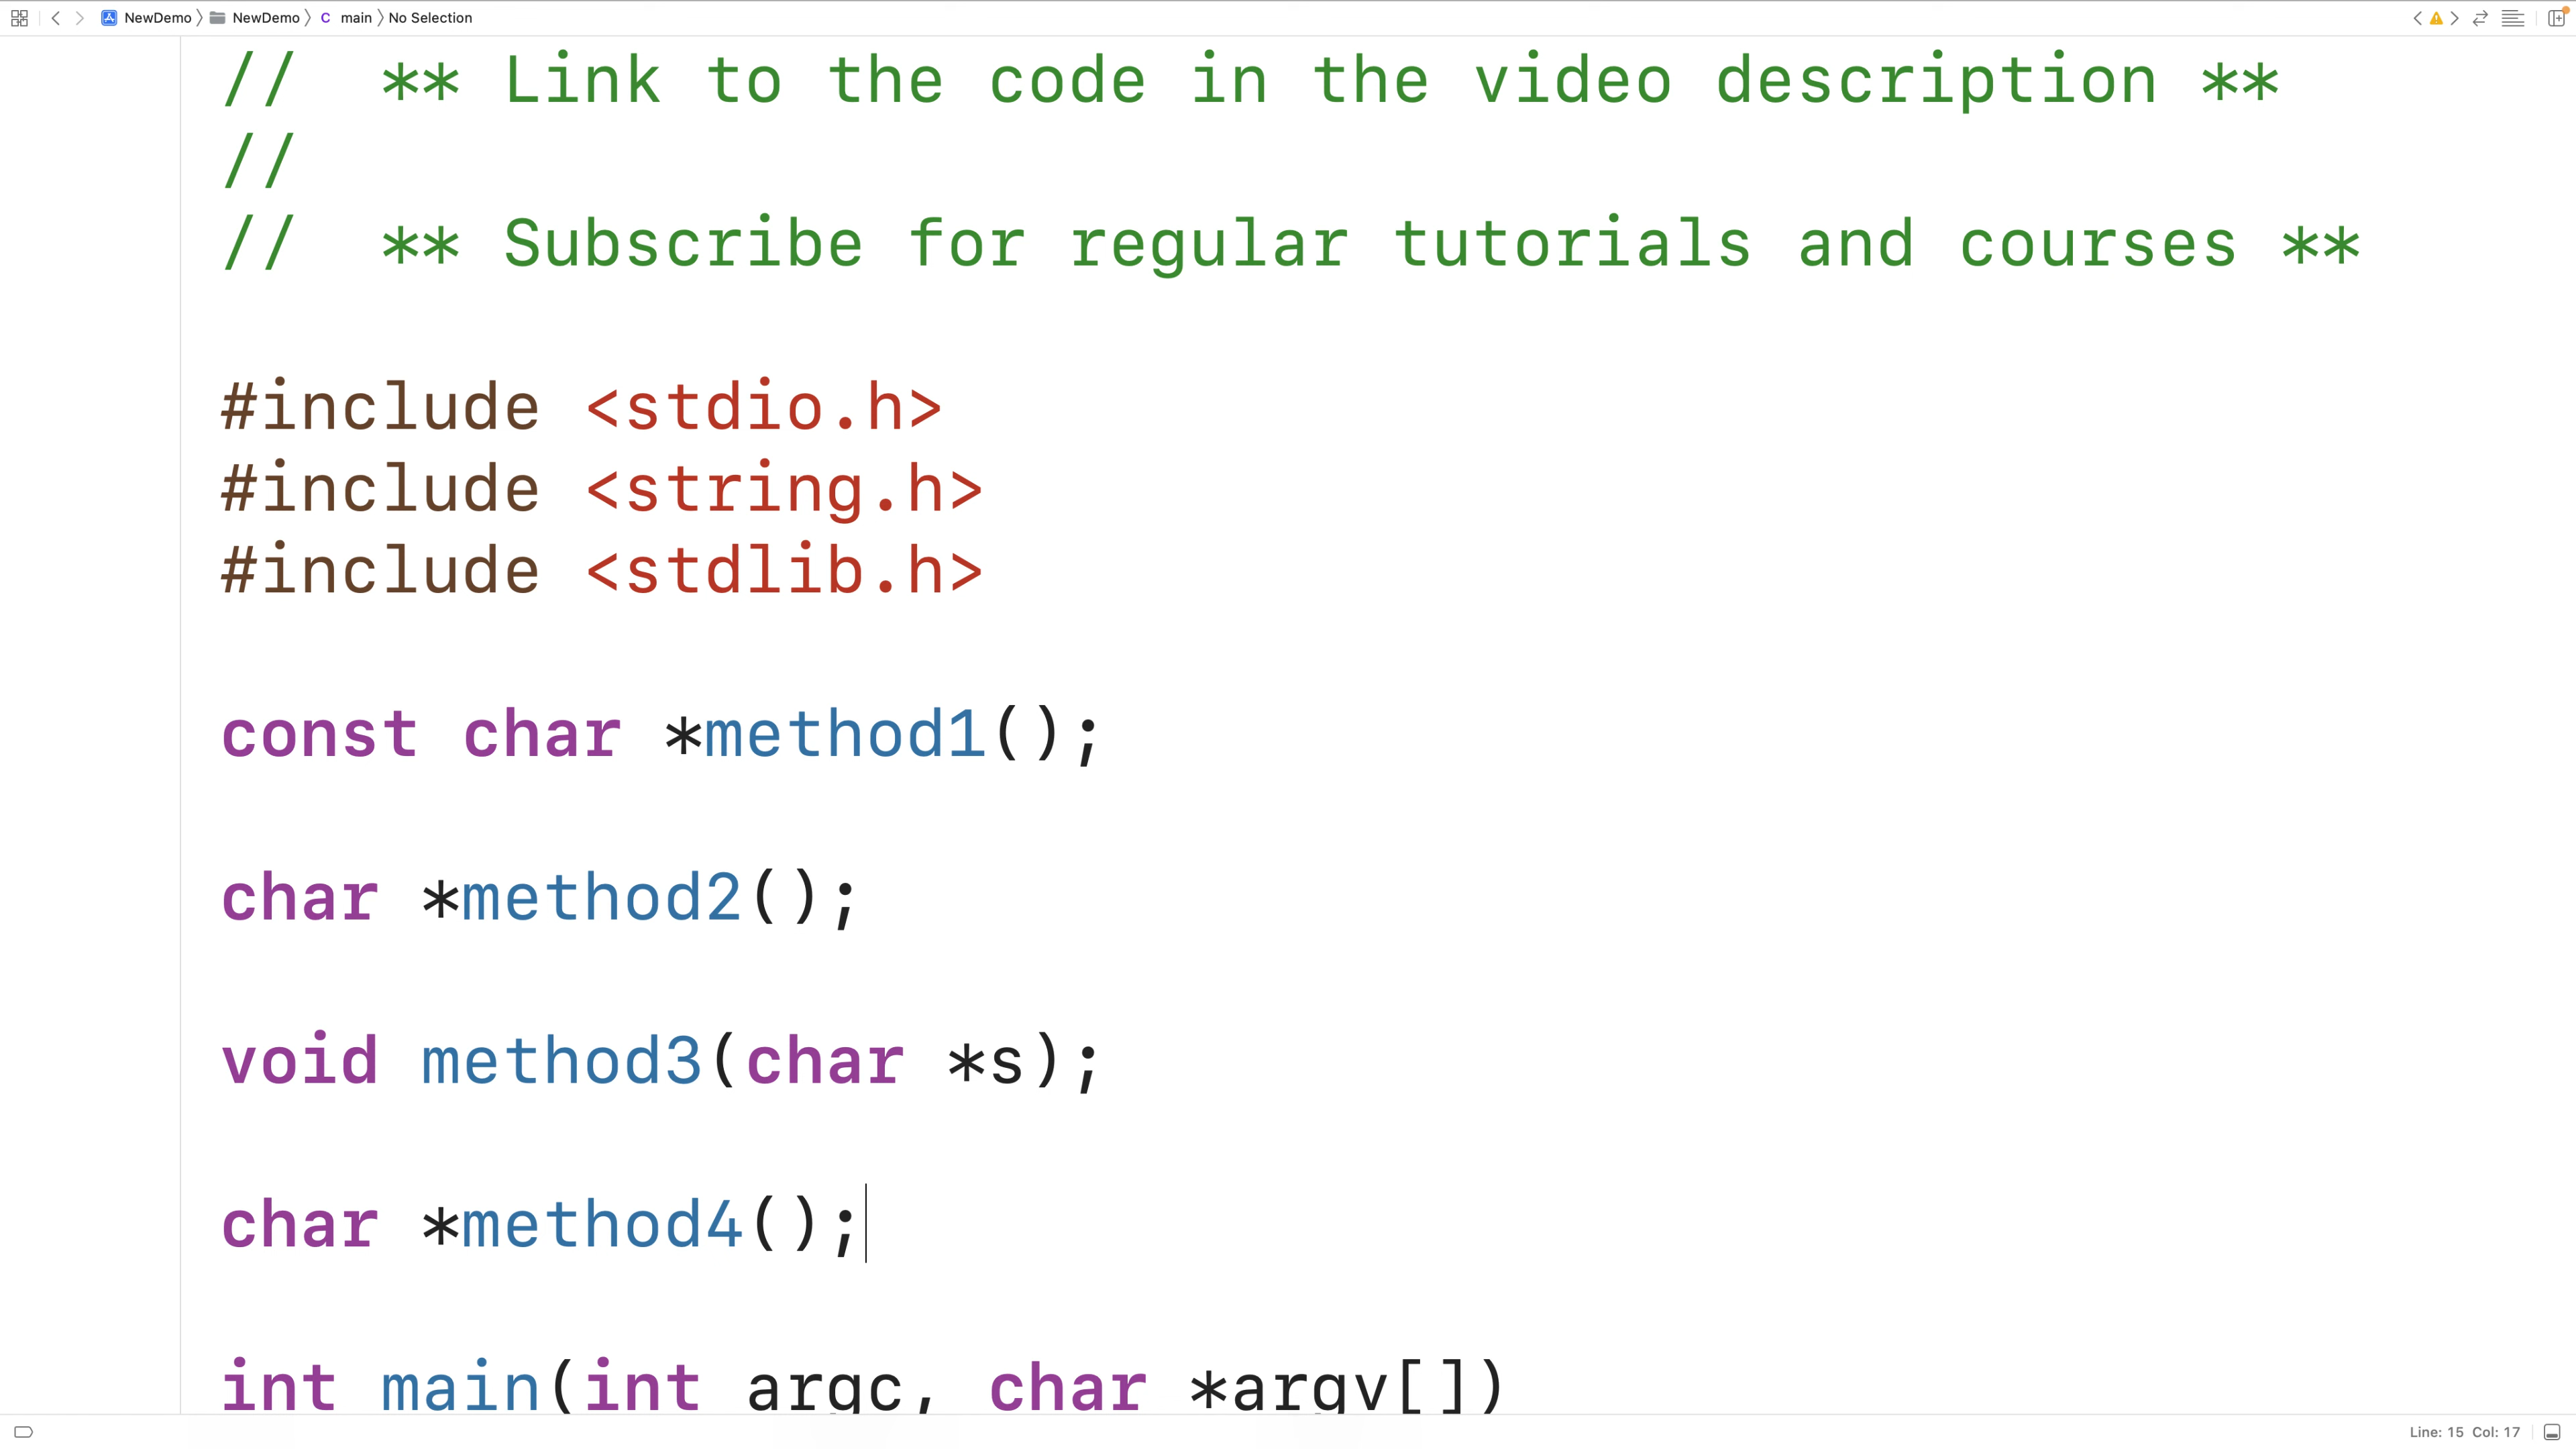 NewDemo NewDemo C main No Selection
// ** Link to the code in the video description **
//
// ** Subscribe for regular tutorials and courses **
#include <stdio.h>
#include <string.h>
#include <stdlib.h>
const char *method1();
char *method2();
void method3(char *s);
char *method4();
int main(int argc, char *argv[])
Line: 15 Col: 17